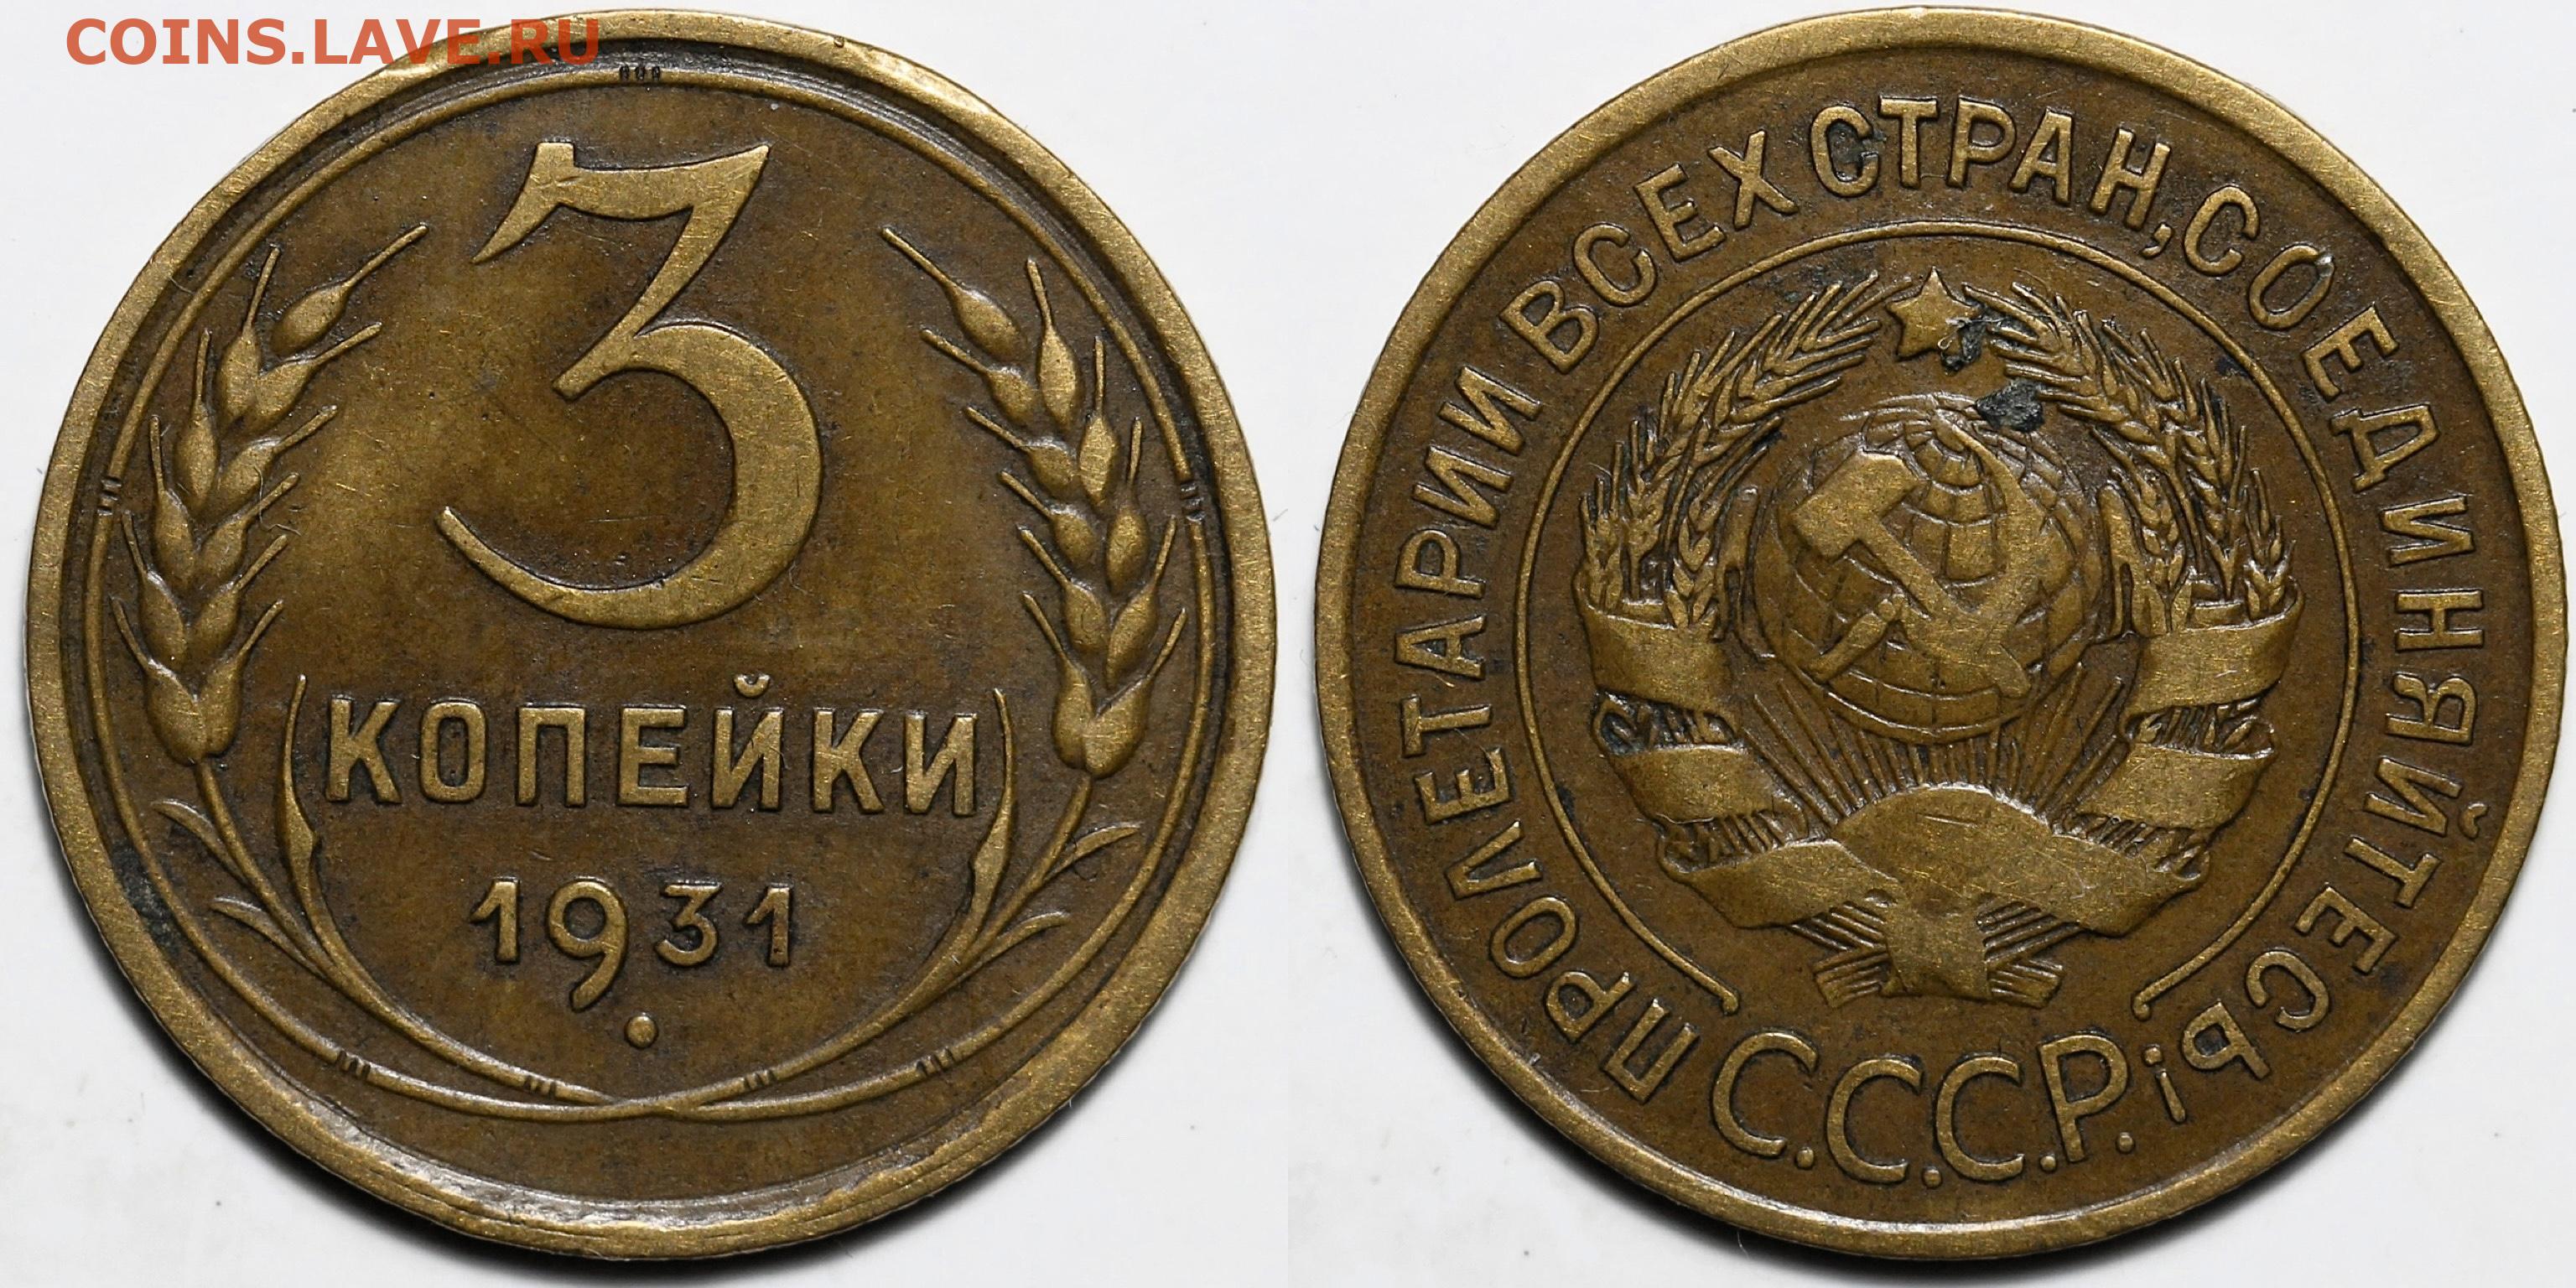 COINS.LAVE.RU
3
КОПЕЙКИ
1931
ПРОЛЕТАРИИ ВСЕХ СТРАН, СОЕДИНЯЙТЕСЬ!
С.С.С.Р.